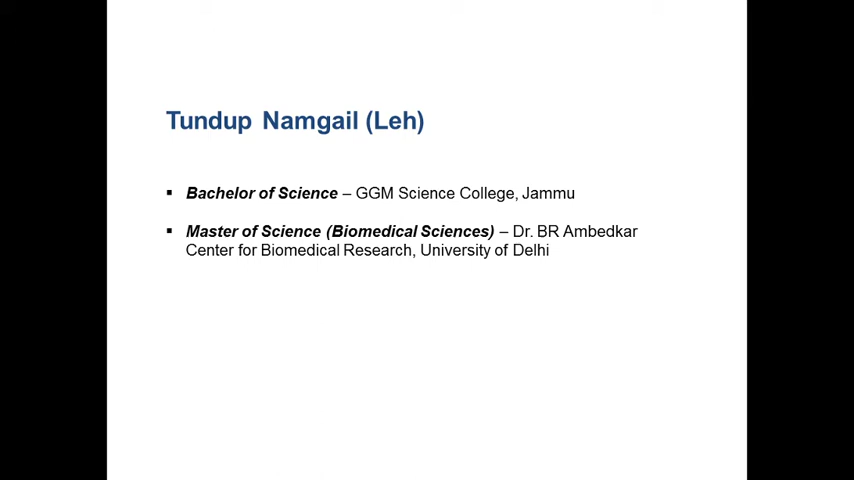 Tundup Namgail (Leh)
▪ Bachelor of Science – GGM Science College, Jammu
▪ Master of Science (Biomedical Sciences) – Dr. BR Ambedkar
Center for Biomedical Research, University of Delhi